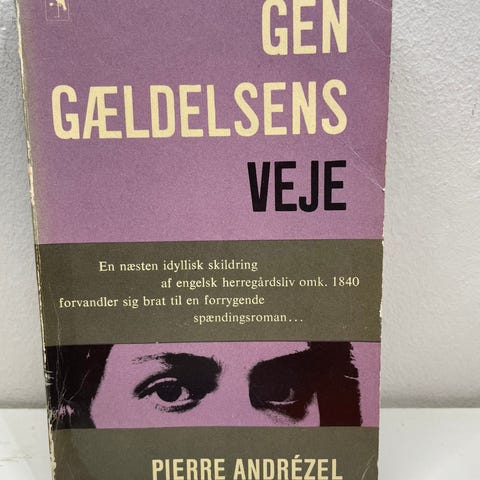 GEN
GÆLDELSENS
VEJE
En næsten idyllisk skildring
af engelsk herregårdsliv omk. 1840
forvandler sig brat til en forrygende
spændingsroman...
PIERRE ANDRÉZEL